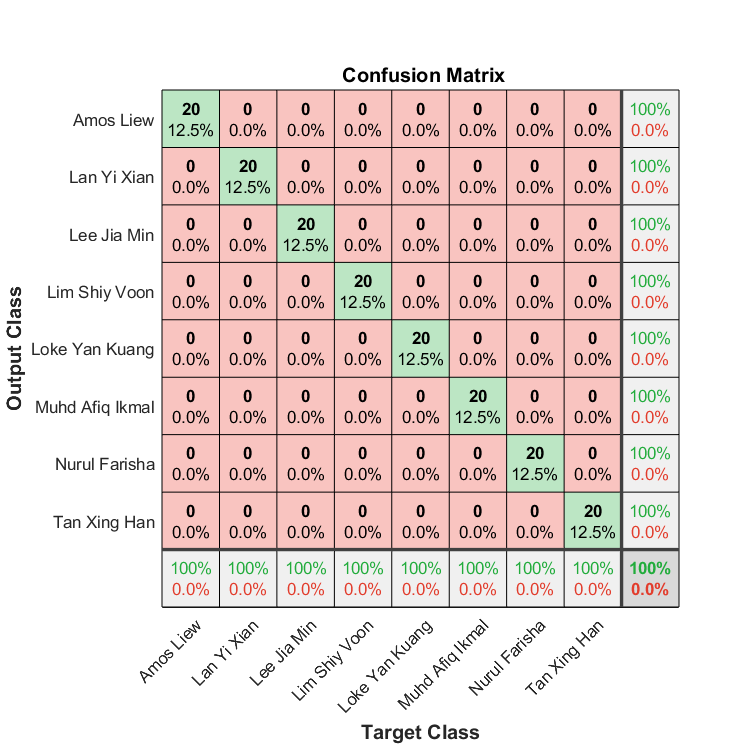 Confusion Matrix
Amos Liew
20 0 0 0 0 0 0 0 100%
12.5% 0.0% 0.0% 0.0% 0.0% 0.0% 0.0% 0.0% 0.0%
Lan Yi Xian
0 20 0 0 0 0 0 0 100%
0.0% 12.5% 0.0% 0.0% 0.0% 0.0% 0.0% 0.0% 0.0%
Lee Jia Min
0 0 20 0 0 0 0 0 100%
0.0% 0.0% 12.5% 0.0% 0.0% 0.0% 0.0% 0.0% 0.0%
Lim Shiy Voon
0 0 0 20 0 0 0 0 100%
0.0% 0.0% 0.0% 12.5% 0.0% 0.0% 0.0% 0.0% 0.0%
Loke Yan Kuang
0 0 0 0 20 0 0 0 100%
0.0% 0.0% 0.0% 0.0% 12.5% 0.0% 0.0% 0.0% 0.0%
Muhd Afiq Ikmal
0 0 0 0 0 20 0 0 100%
0.0% 0.0% 0.0% 0.0% 0.0% 12.5% 0.0% 0.0% 0.0%
Nurul Farisha
0 0 0 0 0 0 20 0 100%
0.0% 0.0% 0.0% 0.0% 0.0% 0.0% 12.5% 0.0% 0.0%
Tan Xing Han
0 0 0 0 0 0 0 20 100%
0.0% 0.0% 0.0% 0.0% 0.0% 0.0% 0.0% 12.5% 0.0%
100% 100% 100% 100% 100% 100% 100% 100% 100%
0.0% 0.0% 0.0% 0.0% 0.0% 0.0% 0.0% 0.0% 0.0%
Output Class
Amos Liew
Lan Yi Xian
Lee Jia Min
Lim Shiy Voon
Loke Yan Kuang
Muhd Afiq Ikmal
Nurul Farisha
Tan Xing Han
Target Class